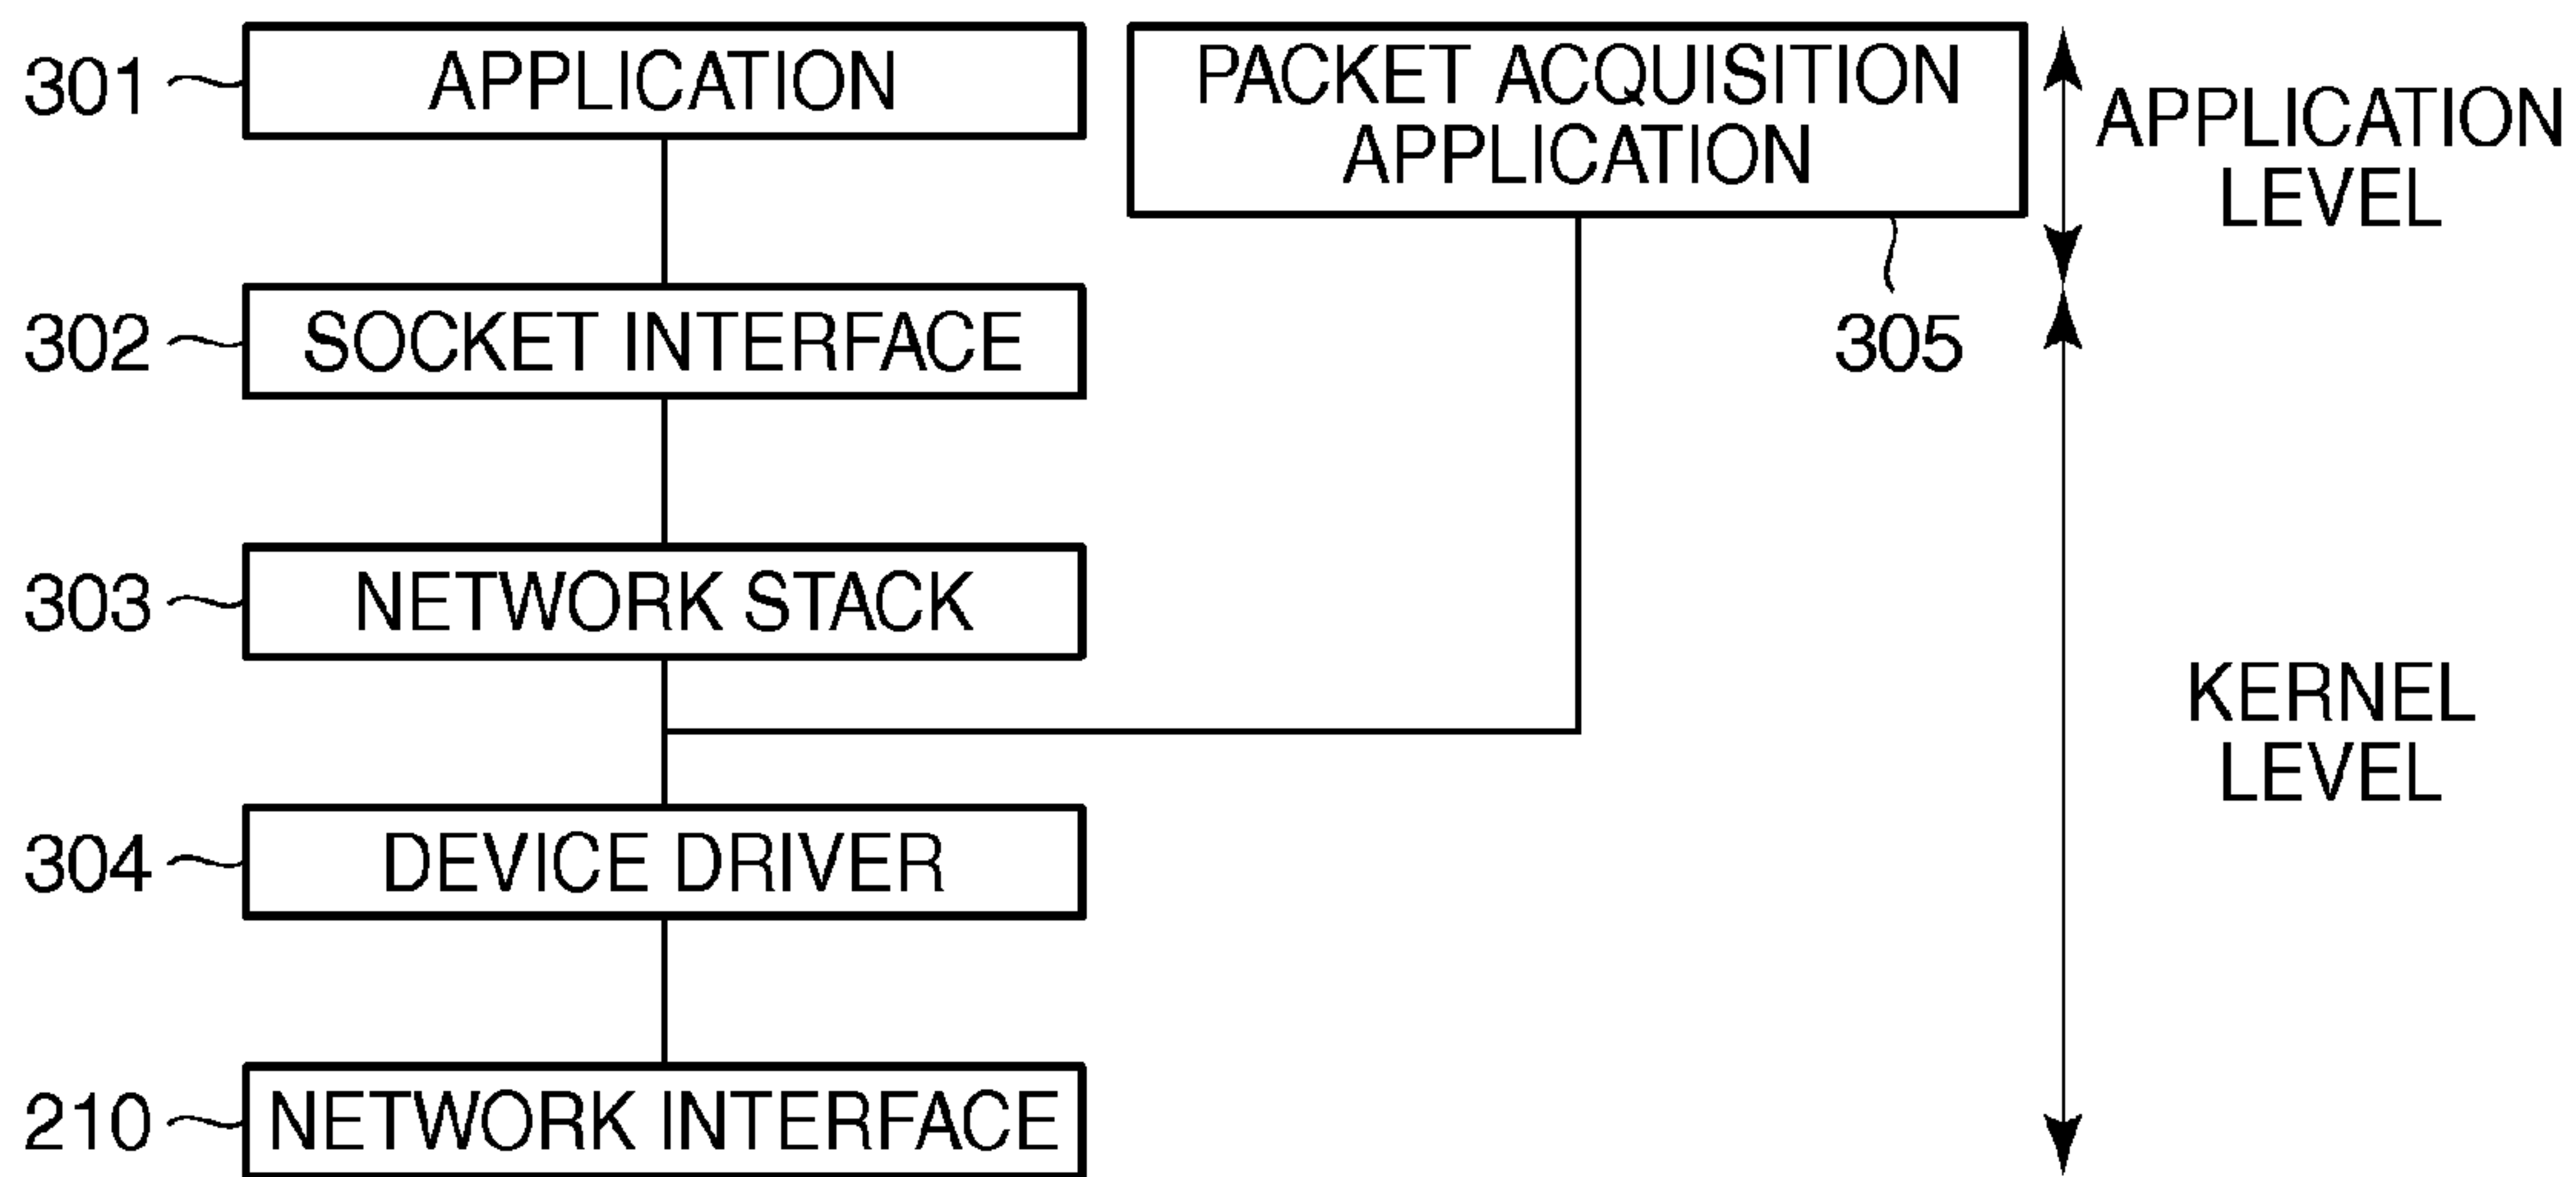 301
APPLICATION
PACKET ACQUISITION
APPLICATION
APPLICATION
LEVEL
302
SOCKET INTERFACE
305
303
NETWORK STACK
KERNEL
LEVEL
304
DEVICE DRIVER
210
NETWORK INTERFACE